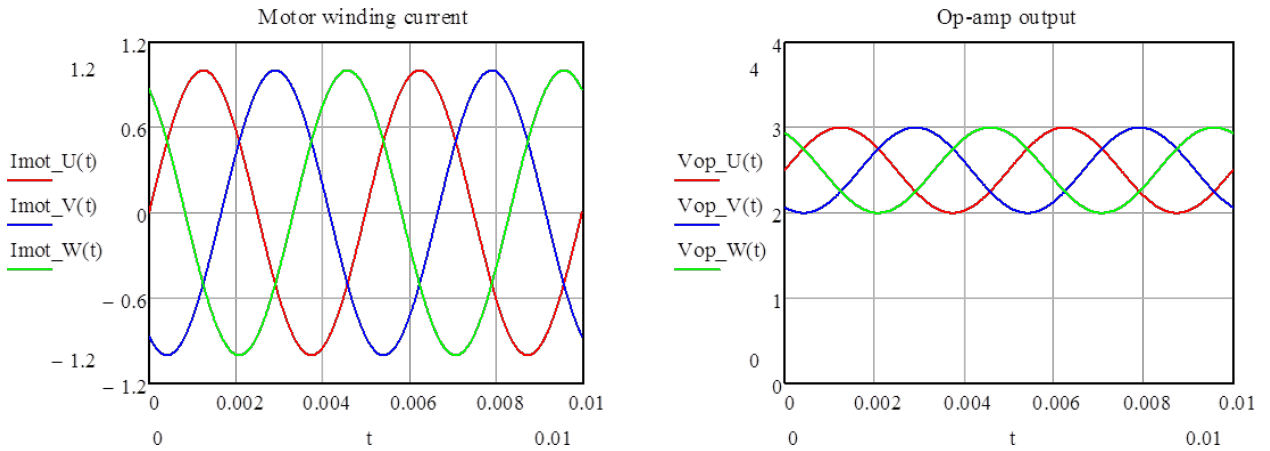 Motor winding current
1.2
1.2
0.6
Imot_U(t)
Imot_V(t)
0
Imot_W(t)
– 0.6
– 1.2
– 1.2
0 0.002 0.004 0.006 0.008 0.01
0 t 0.01
Op-amp output
4
4
3
Vop_U(t)
Vop_V(t)
2
Vop_W(t)
1
0
0
0 0.002 0.004 0.006 0.008 0.01
0 t 0.01